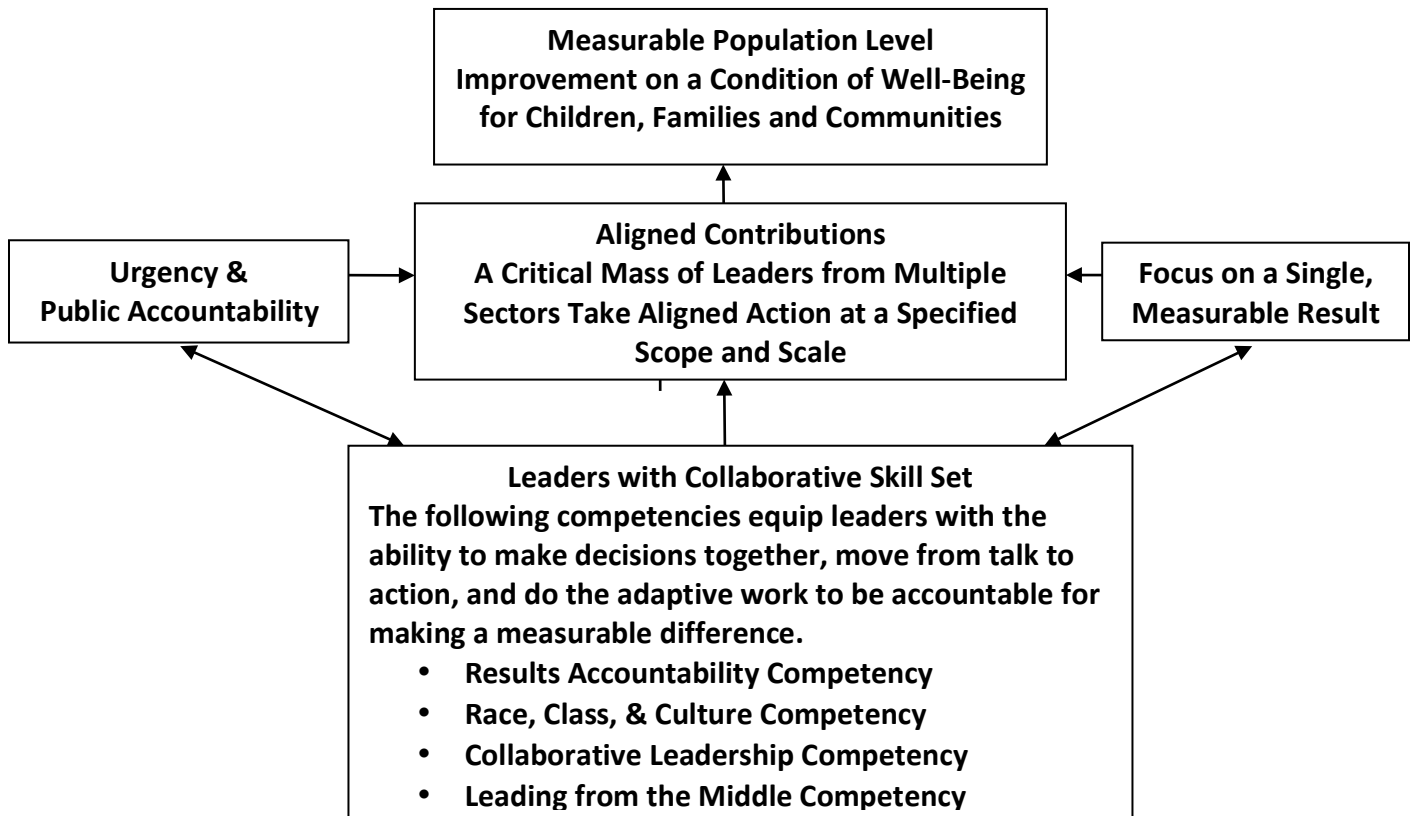 Measurable Population Level
Improvement on a Condition of Well-Being
for Children, Families and Communities
Urgency &
Public Accountability
Aligned Contributions
A Critical Mass of Leaders from Multiple
Sectors Take Aligned Action at a Specified
Scope and Scale
Focus on a Single,
Measurable Result
Leaders with Collaborative Skill Set
The following competencies equip leaders with the
ability to make decisions together, move from talk to
action, and do the adaptive work to be accountable for
making a measurable difference.
• Results Accountability Competency
• Race, Class, & Culture Competency
• Collaborative Leadership Competency
• Leading from the Middle Competency